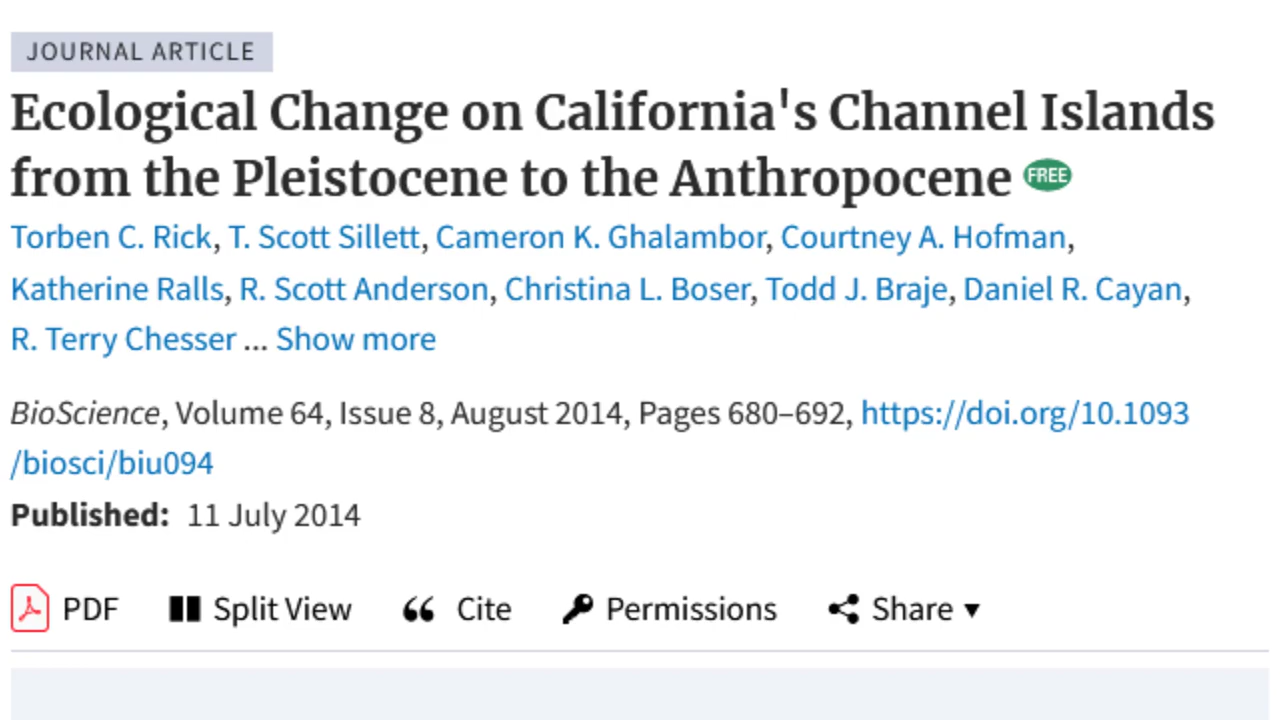 JOURNAL ARTICLE
Ecological Change on California's Channel Islands
from the Pleistocene to the Anthropocene FREE
Torben C. Rick, T. Scott Sillett, Cameron K. Ghalambor, Courtney A. Hofman,
Katherine Ralls, R. Scott Anderson, Christina L. Boser, Todd J. Braje, Daniel R. Cayan,
R. Terry Chesser ... Show more
BioScience, Volume 64, Issue 8, August 2014, Pages 680–692, https://doi.org/10.1093
/biosci/biu094
Published: 11 July 2014
PDF Split View Cite Permissions Share